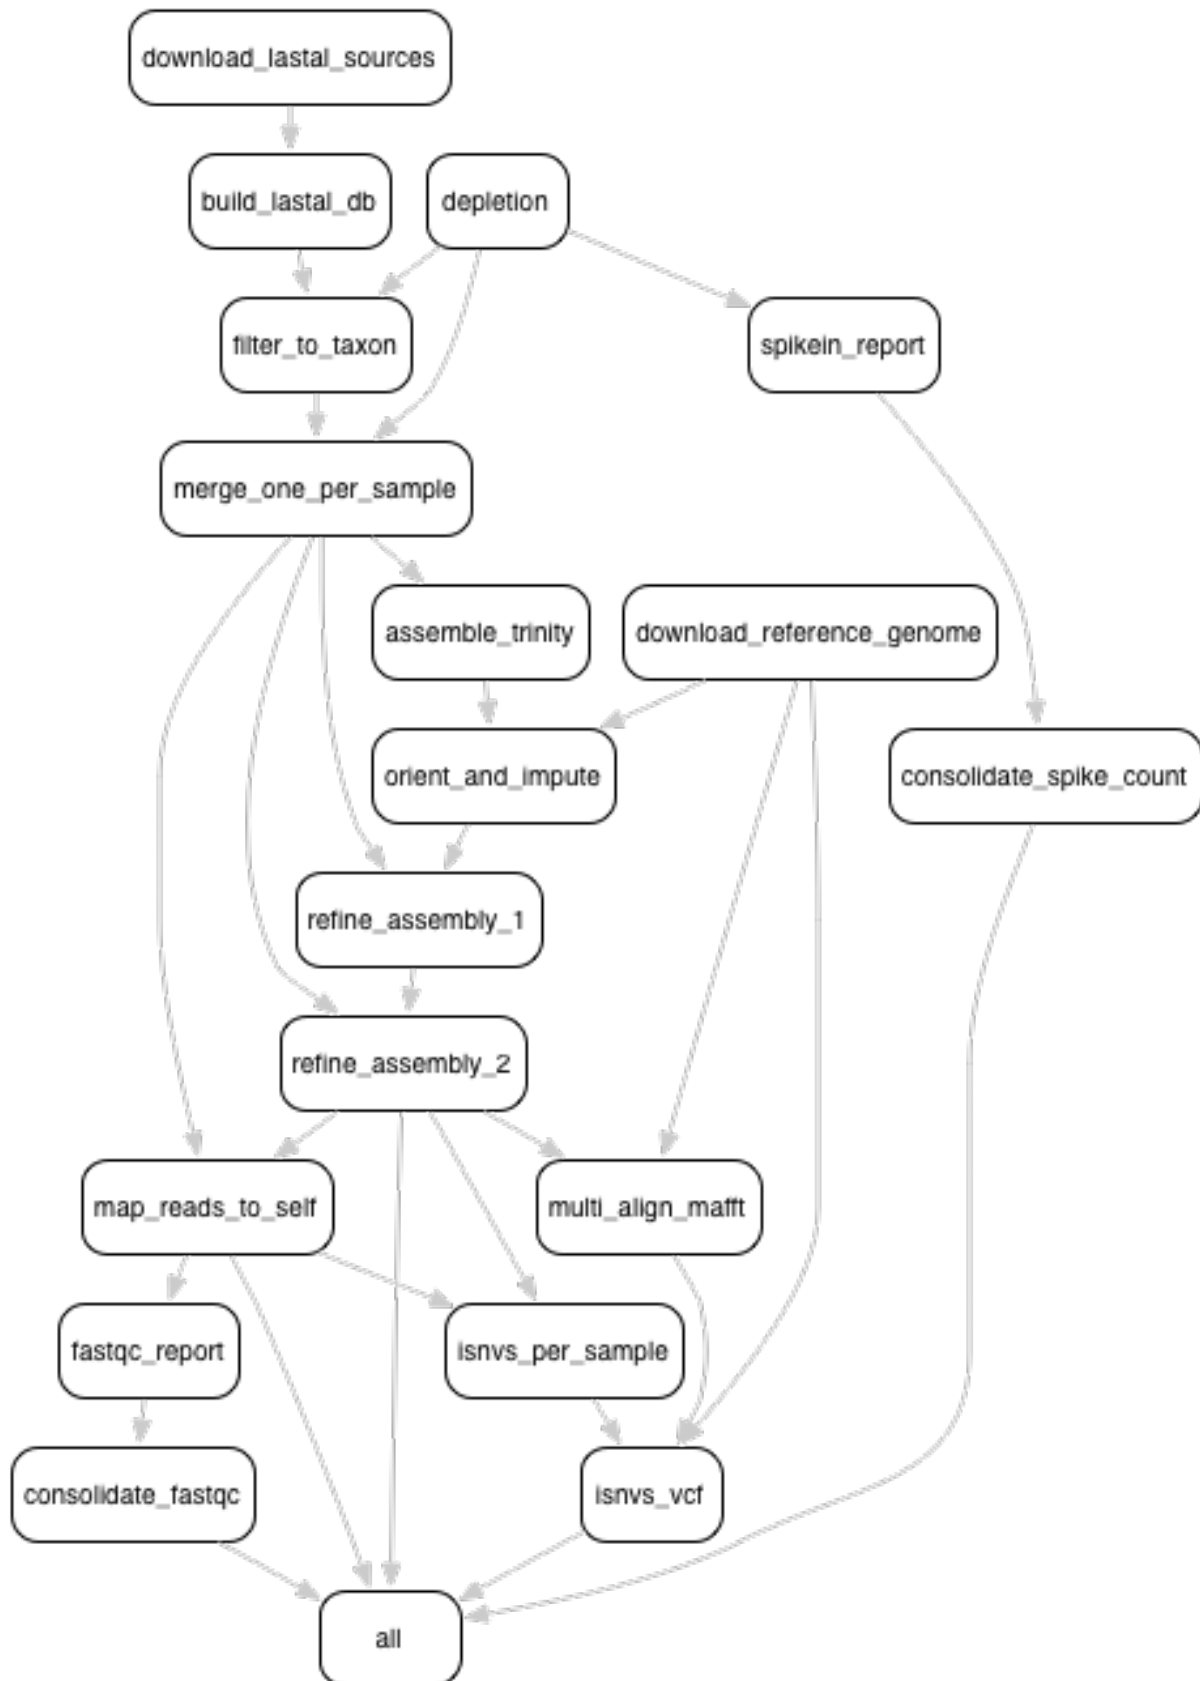 download_lastal_sources
build_lastal_db
depletion
filter_to_taxon
spikein_report
merge_one_per_sample
assemble_trinity
download_reference_genome
orient_and_impute
consolidate_spike_count
refine_assembly_1
refine_assembly_2
map_reads_to_self
multi_align_mafft
fastqc_report
isnvs_per_sample
consolidate_fastqc
isnvs_vcf
all